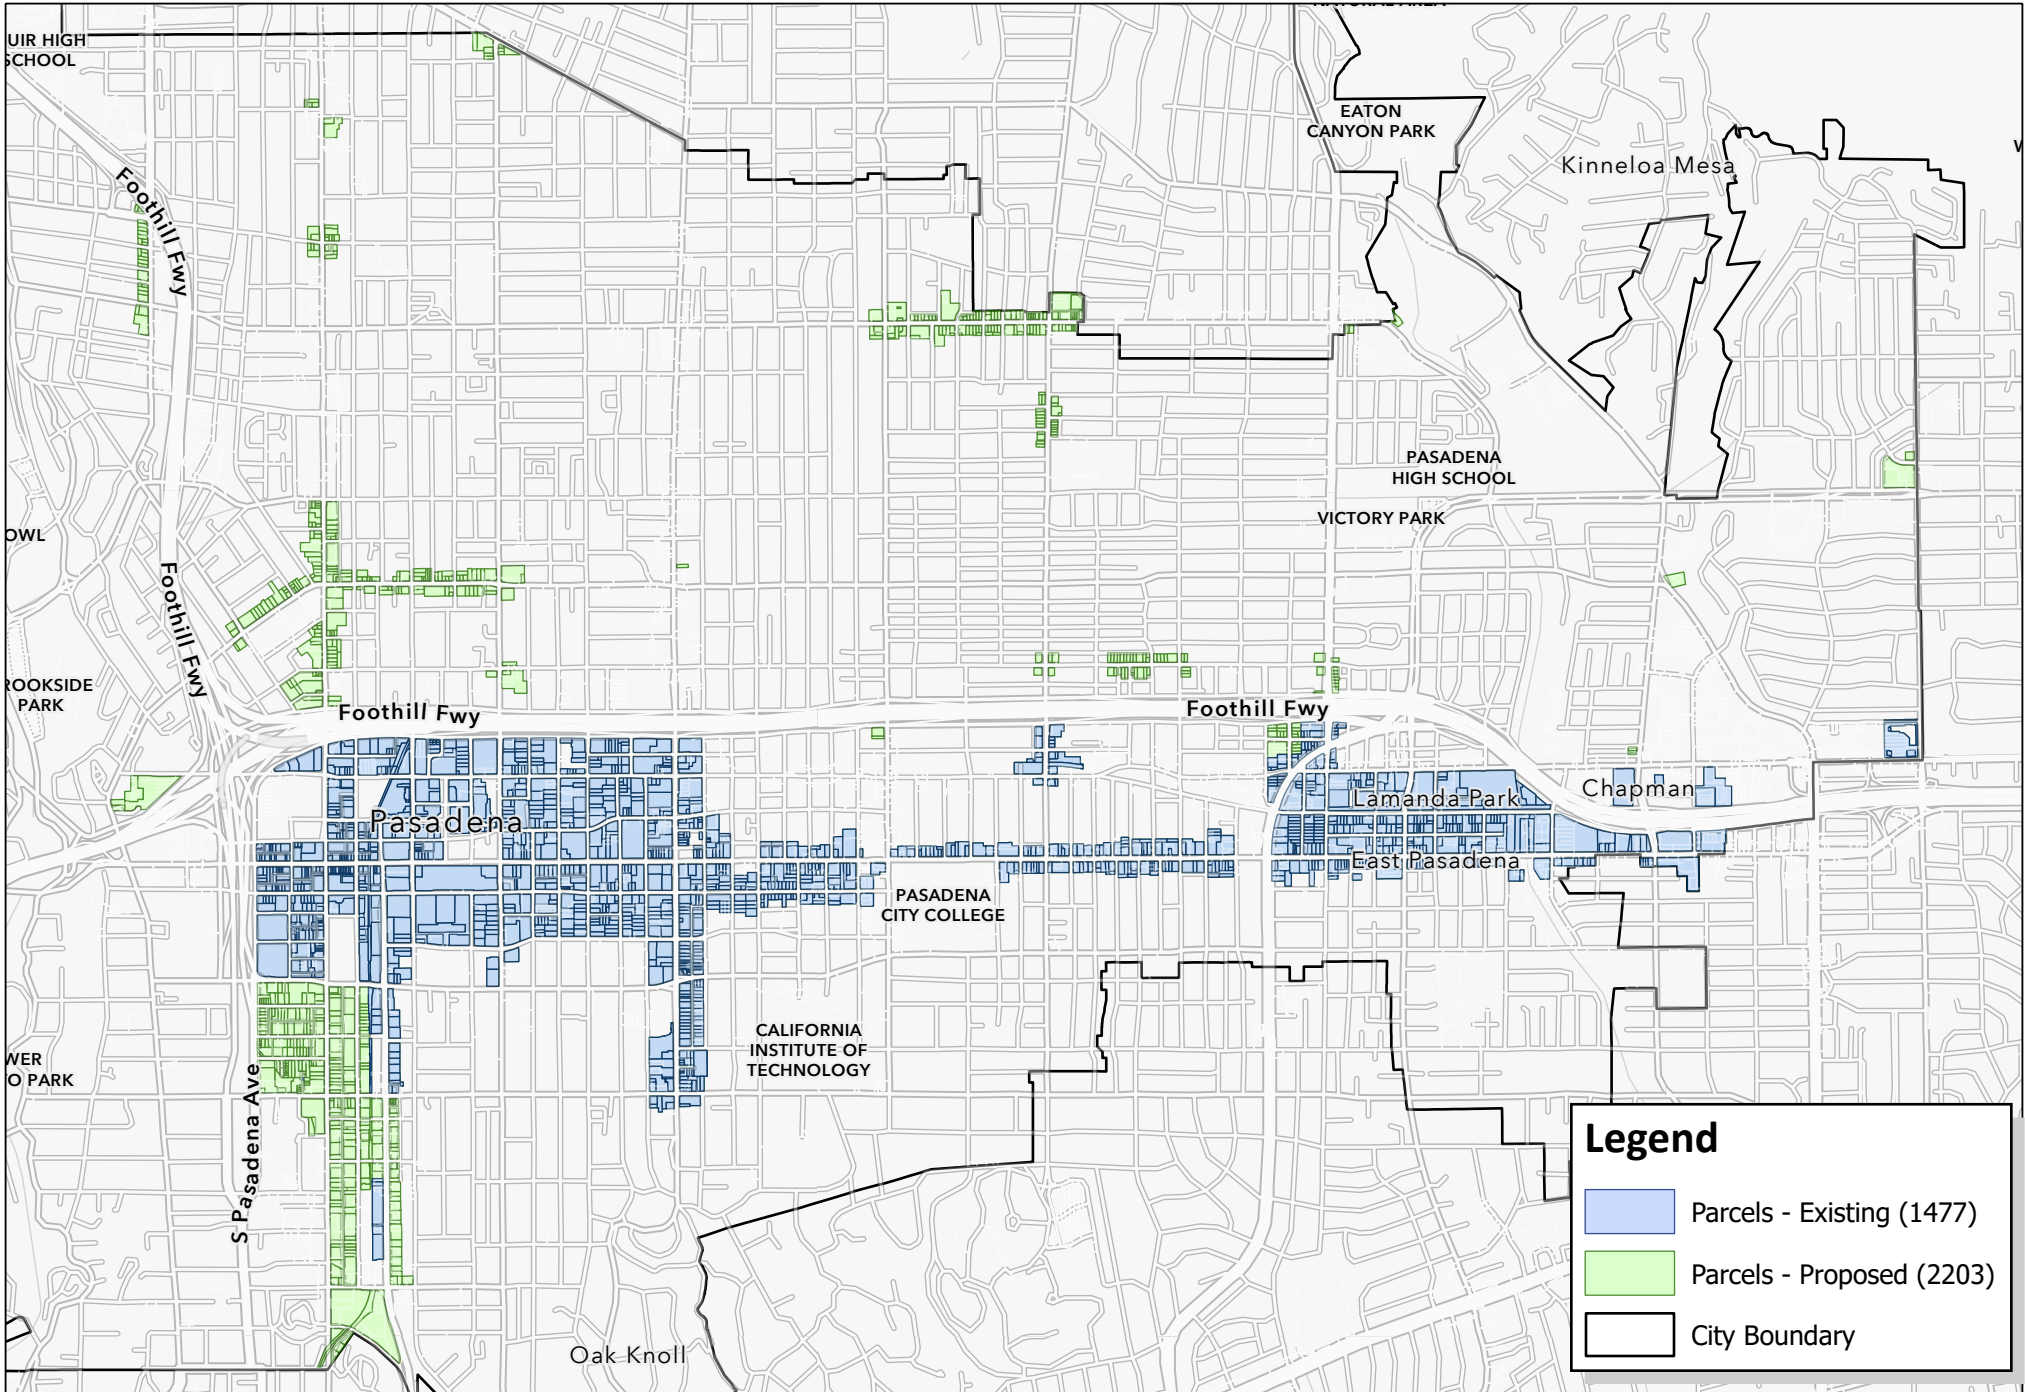 NATURAL AREA
UIR HIGH
SCHOOL
EATON
CANYON PARK
Kinneloa Mesa
Foothill Fwy
PASADENA
HIGH SCHOOL
VICTORY PARK
OWL
Foothill Fwy
ROOKSIDE
PARK
Foothill Fwy
Foothill Fwy
Chapman
Lamanda Park
Pasadena
East Pasadena
PASADENA
CITY COLLEGE
CALIFORNIA
INSTITUTE OF
TECHNOLOGY
WER
O PARK
S Pasadena Ave
Oak Knoll
Legend
Parcels - Existing (1477)
Parcels - Proposed (2203)
City Boundary